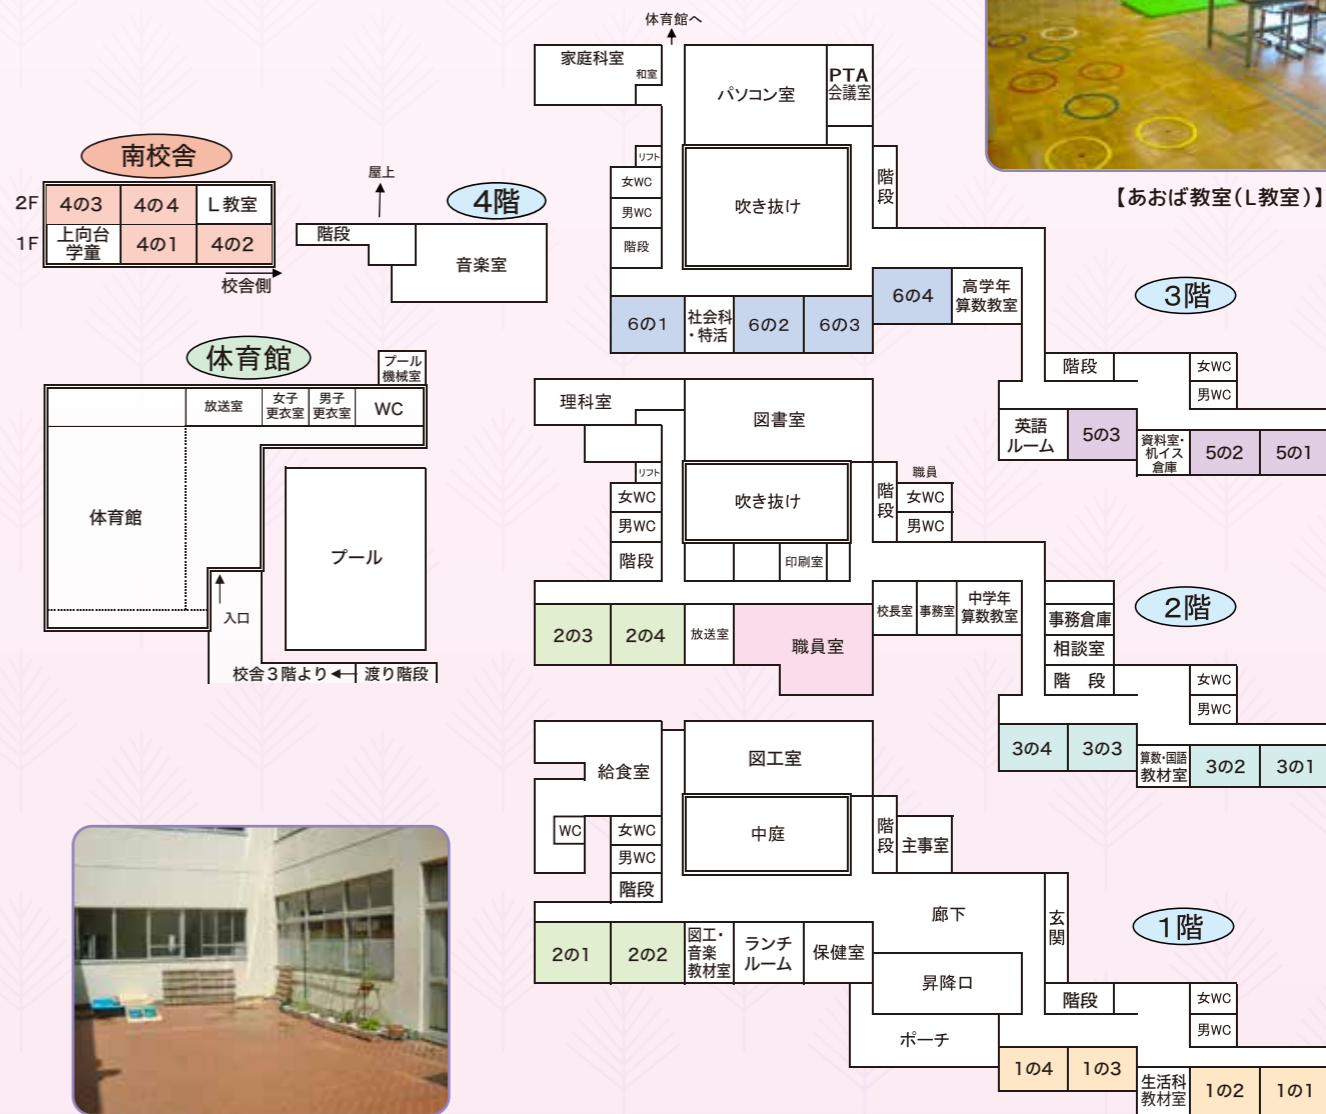 南校舎
2F
4の3
4の4
L教室
1F
上向台
学童
4の1
4の2
校舎側
屋上
4階
階段
音楽室
体育館
プール
機械室
放送室
女子
更衣室
男子
更衣室
WC
体育館
プール
入口
校舎3階より
渡り階段
体育館へ
家庭科室
和室
パソコン室
PTA
会議室
リフト
女WC
男WC
階段
吹き抜け
階段
6の1
社会科
・特活
6の2
6の3
6の4
高学年
算数教室
3階
階段
女WC
男WC
英語
ルーム
5の3
資料室・
机イス
倉庫
5の2
5の1
【あおば教室(L教室)】
理科室
図書室
リフト
女WC
男WC
階段
吹き抜け
印刷室
階段
職員
女WC
男WC
2の3
2の4
放送室
職員室
校長室
事務室
中学年
算数教室
2階
事務倉庫
相談室
階 段
女WC
男WC
3の4
3の3
算数・国語
教材室
3の2
3の1
給食室
図工室
WC
女WC
男WC
階段
中庭
階段
主事室
廊下
玄関
1階
2の1
2の2
図工・
音楽
教材室
ランチ
ルーム
保健室
昇降口
ポーチ
階段
女WC
男WC
1の4
1の3
生活科
教材室
1の2
1の1